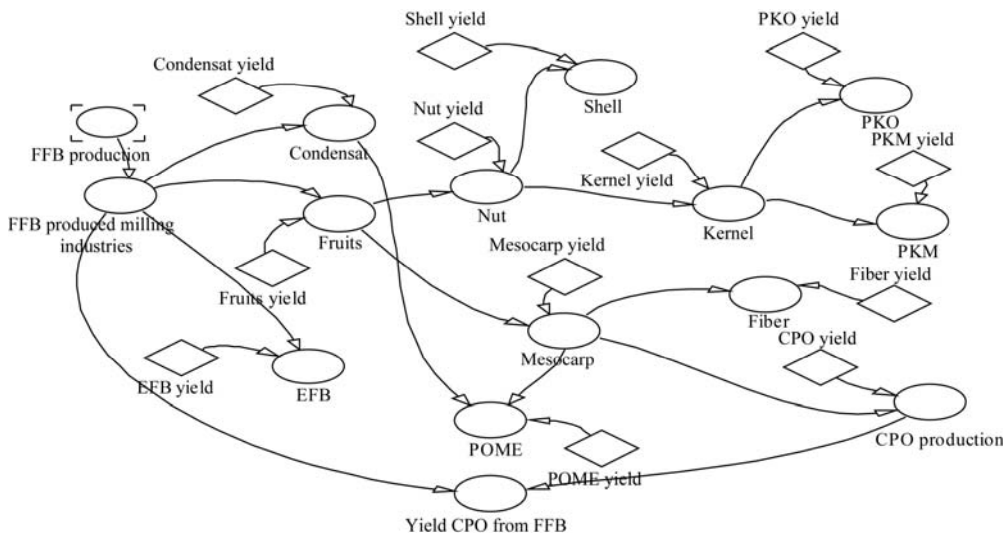 Shell yield
PKO yield
Condensat yield
Nut yield
Shell
PKO
PKM yield
FFB production
Condensat
Kernel yield
FFB produced milling
industries
Fruits
Nut
Mesocarp yield
Kernel
PKM
Fruits yield
Fiber yield
Fiber
CPO yield
Mesocarp
EFB yield
EFB
POME
CPO production
POME yield
Yield CPO from FFB